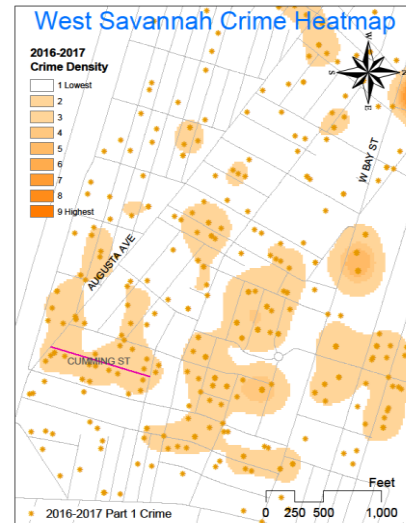 West Savannah Crime Heatmap
2016-2017
Crime Density
1 Lowest
2
3
4
5
6
7
8
9 Highest
W
S
N
E
W BAY ST
AUGUSTA AVE
CUMMING ST
Feet
0 250 500 1,000
2016-2017 Part 1 Crime